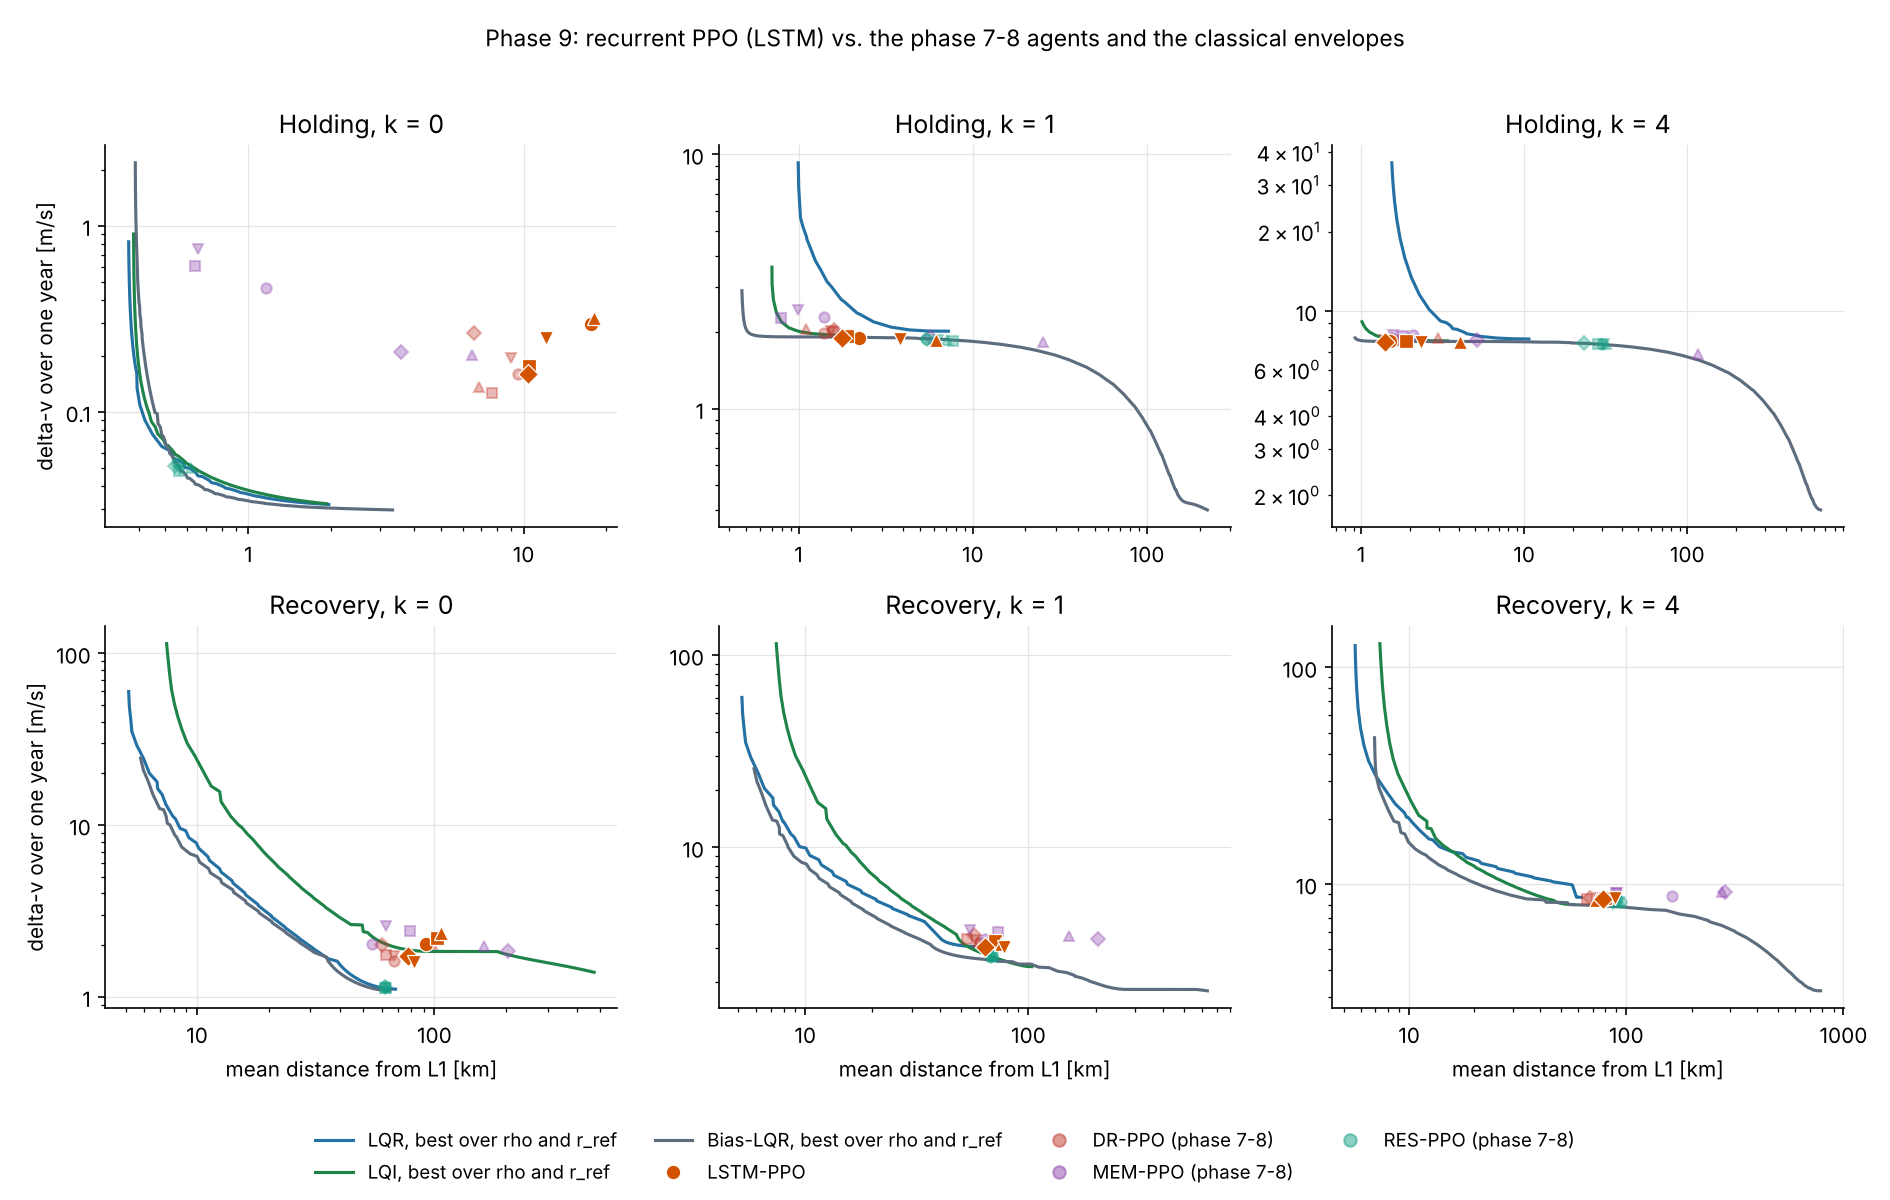 Phase 9: recurrent PPO (LSTM) vs. the phase 7-8 agents and the classical envelopes
Holding, k = 0
Holding, k = 1
Holding, k = 4
delta-v over one year [m/s]
1
0.1
1
10
10
1
1
10
100
4 × 10¹
3 × 10¹
2 × 10¹
10
6 × 10⁰
4 × 10⁰
3 × 10⁰
2 × 10⁰
1
10
100
Recovery, k = 0
Recovery, k = 1
Recovery, k = 4
delta-v over one year [m/s]
100
10
1
10
100
100
10
10
100
100
10
10
100
1000
mean distance from L1 [km]
mean distance from L1 [km]
mean distance from L1 [km]
LQR, best over rho and r_ref
LQI, best over rho and r_ref
Bias-LQR, best over rho and r_ref
LSTM-PPO
DR-PPO (phase 7-8)
MEM-PPO (phase 7-8)
RES-PPO (phase 7-8)